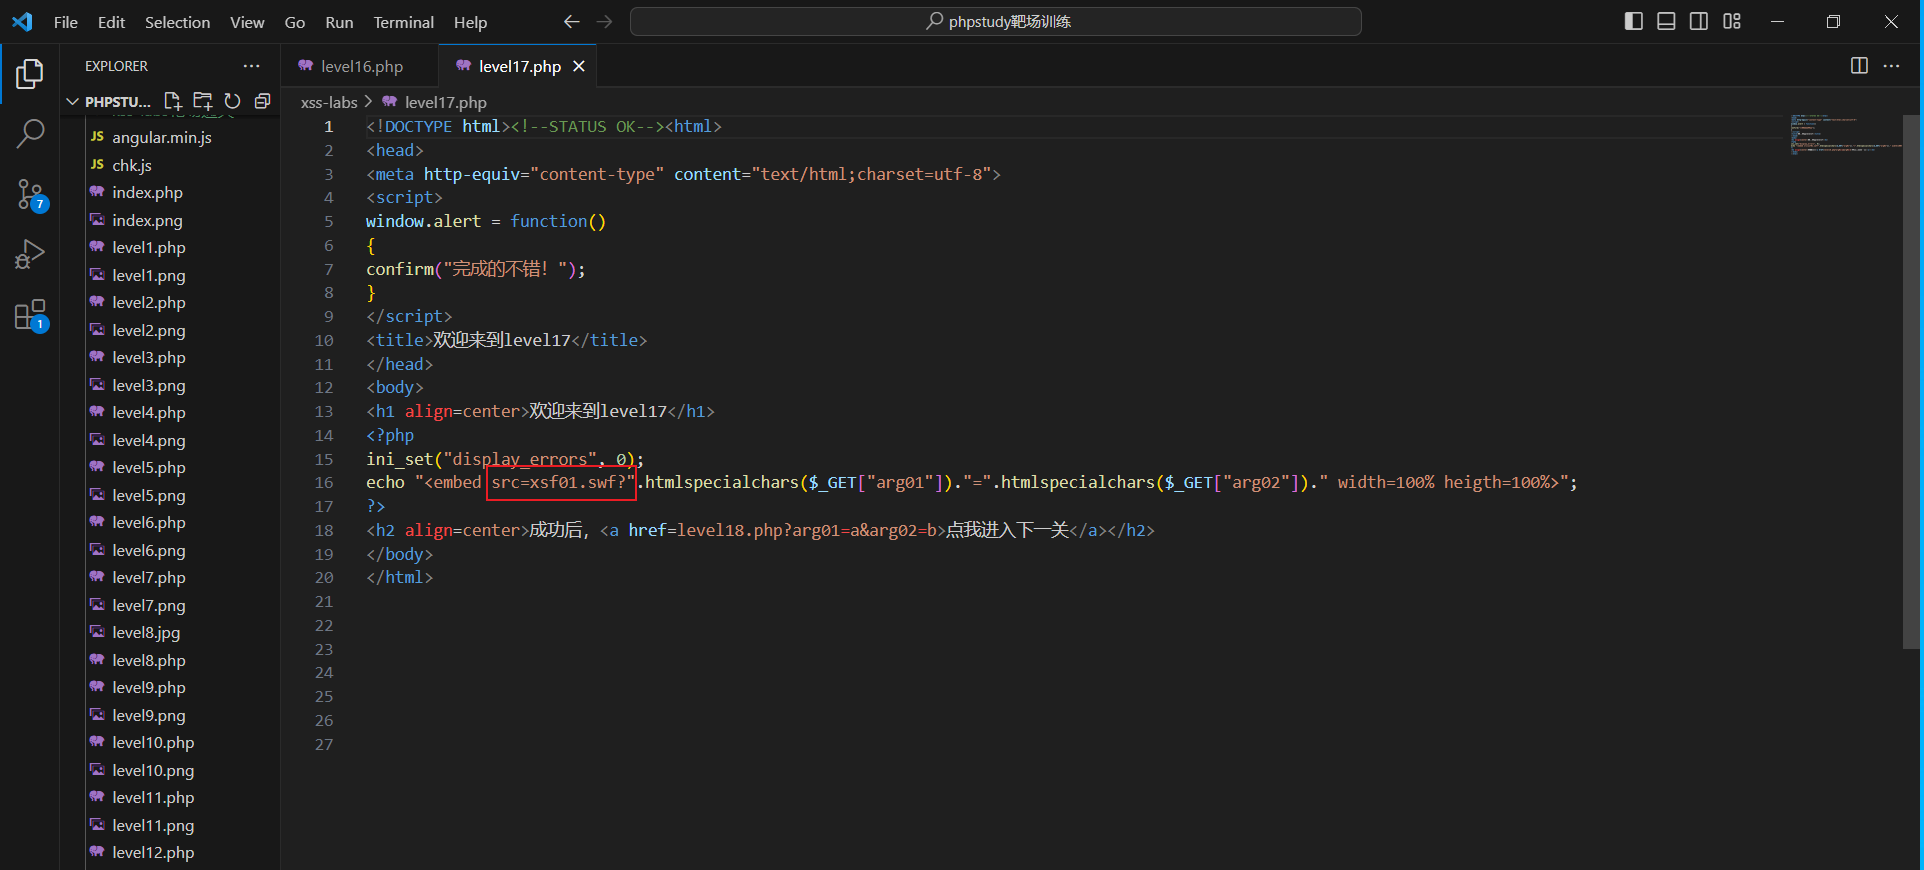 File Edit Selection View Go Run Terminal Help phpstudy靶场训练
EXPLORER
PHPSTU...
angular.min.js
chk.js
index.php
index.png
level1.php
level1.png
level2.php
level2.png
level3.php
level3.png
level4.php
level4.png
level5.php
level5.png
level6.php
level6.png
level7.php
level7.png
level8.jpg
level8.php
level9.php
level9.png
level10.php
level10.png
level11.php
level11.png
level12.php
JS
JS
7
1
level16.php level17.php
xss-labs > level17.php
1 <!DOCTYPE html><!--STATUS OK--><html>
2 <head>
3 <meta http-equiv="content-type" content="text/html;charset=utf-8">
4 <script>
5 window.alert = function()
6 {
7 confirm("完成的不错！");
8 }
9 </script>
10 <title>欢迎来到level17</title>
11 </head>
12 <body>
13 <h1 align=center>欢迎来到level17</h1>
14 <?php
15 ini_set("display_errors", 0);
16 echo "<embed src=xsf01.swf?".htmlspecialchars($_GET["arg01"])."=".htmlspecialchars($_GET["arg02"])." width=100% heigth=100%>";
17 ?>
18 <h2 align=center>成功后，<a href=level18.php?arg01=a&arg02=b>点我进入下一关</a></h2>
19 </body>
20 </html>
21
22
23
24
25
26
27